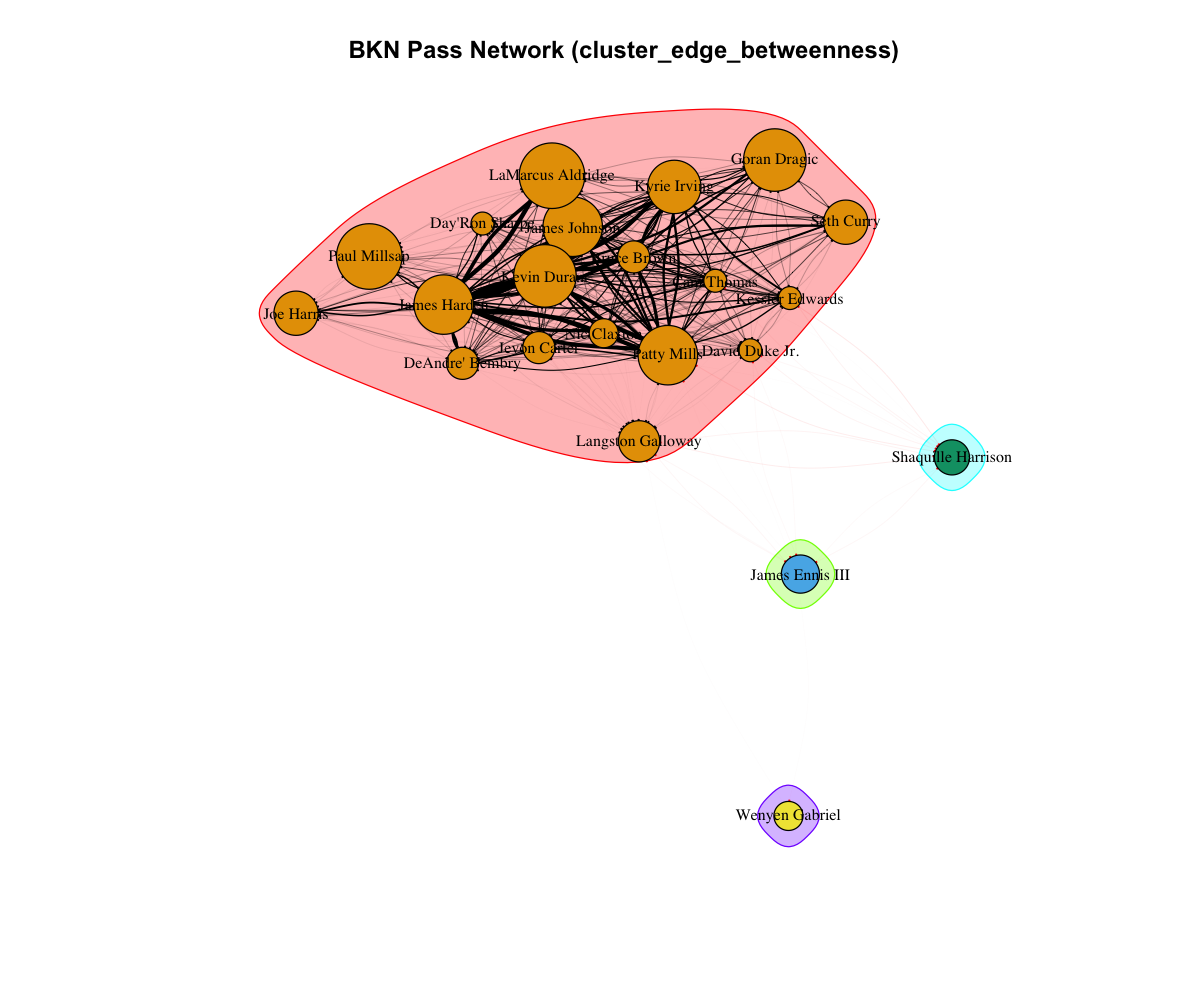 BKN Pass Network (cluster_edge_betweenness)
Goran Dragic
LaMarcus Aldridge
Kyrie Irving
Day'Ron Sharpe
Seth Curry
James Johnson
Paul Millsap
Bruce Brown
Kevin Durant
Cam Thomas
Kessler Edwards
James Harden
Joe Harris
Nic Claxton
Jevon Carter
Patty Mills
David Duke Jr.
DeAndre' Bembry
Langston Galloway
Shaquille Harrison
James Ennis III
Wenyen Gabriel